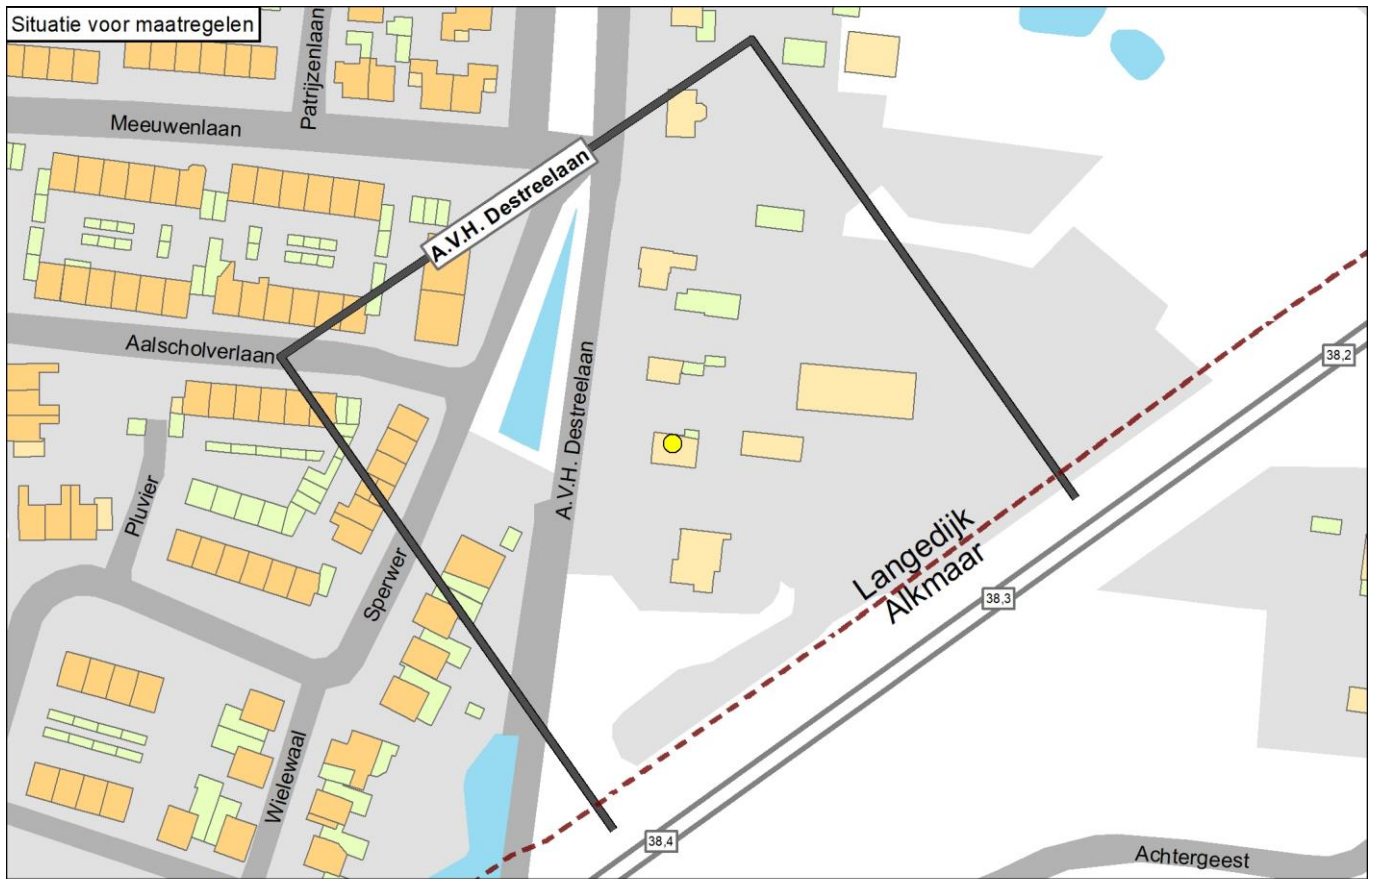 Situatie voor maatregelen
Patrijzenlaan
Meeuwenlaan
A.V.H. Destreelaan
Aalscholverlaan
A.V.H. Destreelaan
38,2
Pluvier
Sperwer
Langedijk
Alkmaar
38,3
Wielewaal
38,4
Achtergeest